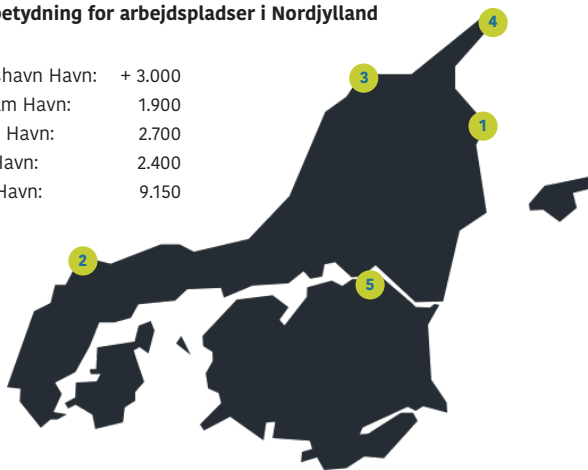 betydning for arbejdspladser i Nordjylland
shavn Havn: + 3.000
Havn: 1.900
Havn: 2.700
Havn: 2.400
Havn: 9.150
4
3
1
2
5